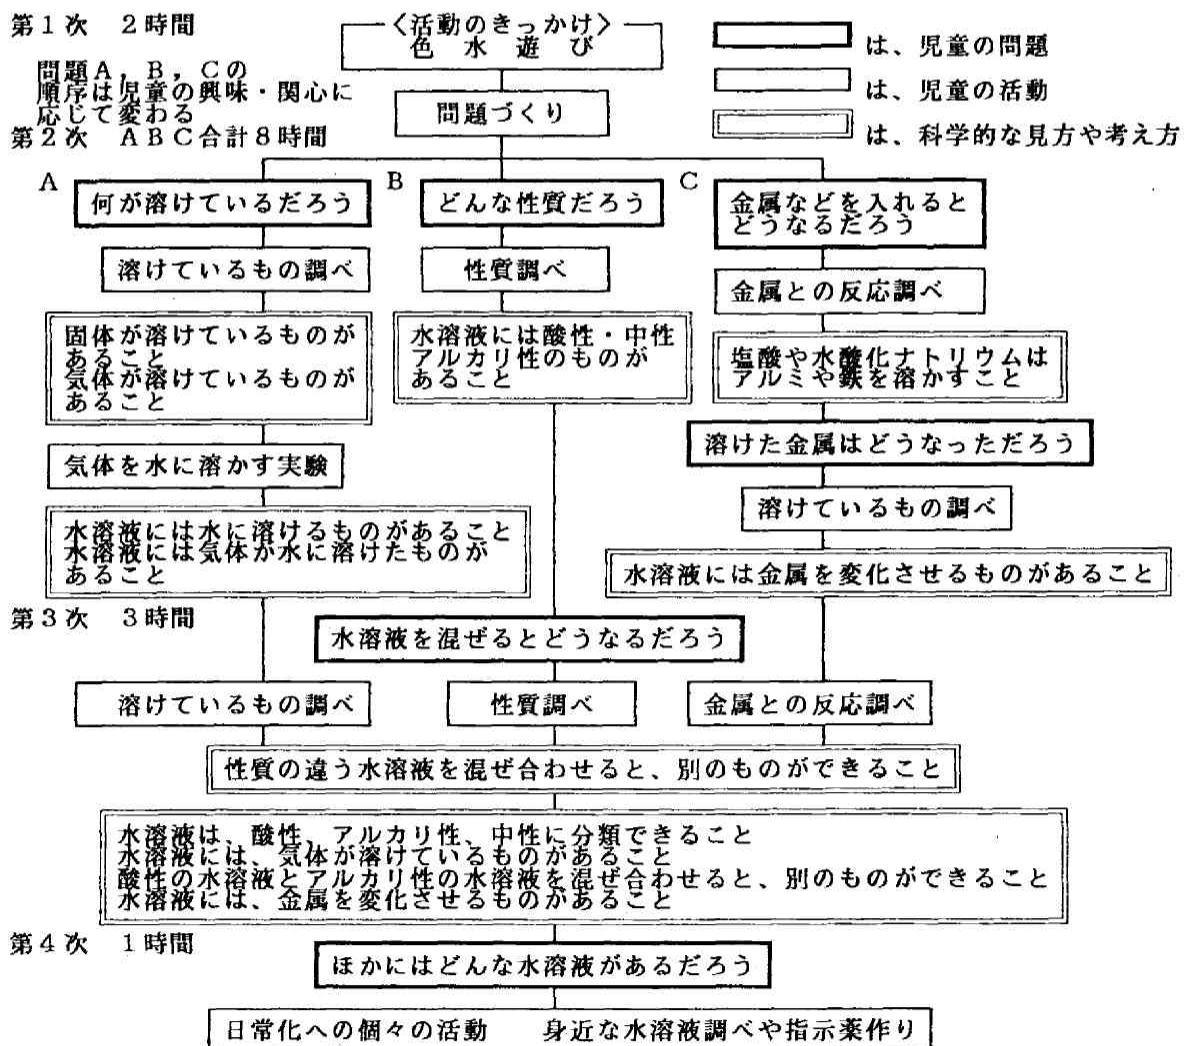 第1次 2時間
〈活動のきっかけ〉
色水遊び
は、児童の問題
問題A，B，Cの
順序は児童の興味・関心に
応じて変わる
問題づくり
は、児童の活動
は、科学的な見方や考え方
第2次 ABC合計8時間
A
何が溶けているだろう
溶けているもの調べ
固体が溶けているものが
あること
気体が溶けているものが
あること
気体を水に溶かす実験
水溶液には水に溶けるものがあること
水溶液には気体が水に溶けたものが
あること
B
どんな性質だろう
性質調べ
水溶液には酸性・中性
アルカリ性のものが
あること
C
金属などを入れると
どうなるだろう
金属との反応調べ
塩酸や水酸化ナトリウムは
アルミや鉄を溶かすこと
溶けた金属はどうなっただろう
溶けているもの調べ
水溶液には金属を変化させるものがあること
第3次 3時間
水溶液を混ぜるとどうなるだろう
溶けているもの調べ
性質調べ
金属との反応調べ
性質の違う水溶液を混ぜ合わせると、別のものができること
水溶液は、酸性，アルカリ性、中性に分類できること
水溶液には、気体が溶けているものがあること
酸性の水溶液とアルカリ性の水溶液を混ぜ合わせると、別のものができること
水溶液には、金属を変化させるものがあること
第4次 1時間
ほかにはどんな水溶液があるだろう
日常化への個々の活動 身近な水溶液調べや指示薬作り